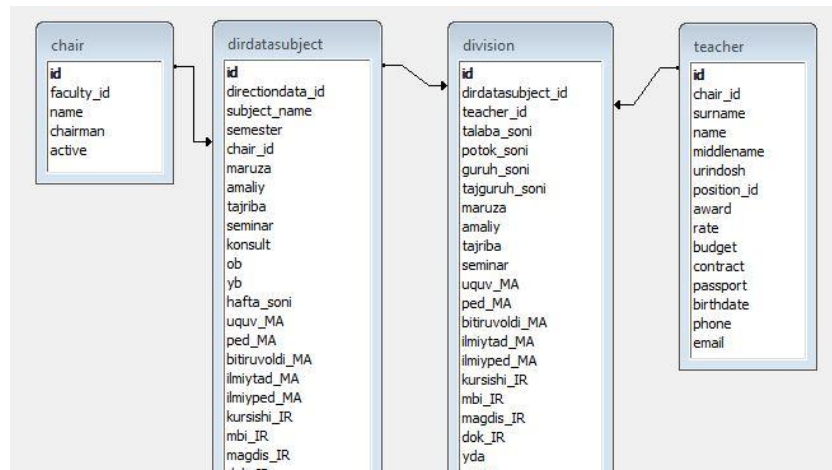 chair
id
faculty_id
name
chairman
active
dirdatasubject
id
directiondata_id
subject_name
semester
chair_id
maruza
amaliy
tajriba
seminar
konsult
ob
yb
hafta_soni
uquv_MA
ped_MA
bitiruvoldi_MA
ilmiytad_MA
ilmiyped_MA
kursishi_IR
mbi_IR
magdis_IR
division
id
dirdatasubject_id
teacher_id
talaba_soni
potok_soni
guruh_soni
tajguruh_soni
maruza
amaliy
tajriba
seminar
uquv_MA
ped_MA
bitiruvoldi_MA
ilmiytad_MA
ilmiyped_MA
kursishi_IR
mbi_IR
magdis_IR
dok_IR
yda
teacher
id
chair_id
surname
name
middlename
urindosh
position_id
award
rate
budget
contract
passport
birthdate
phone
email